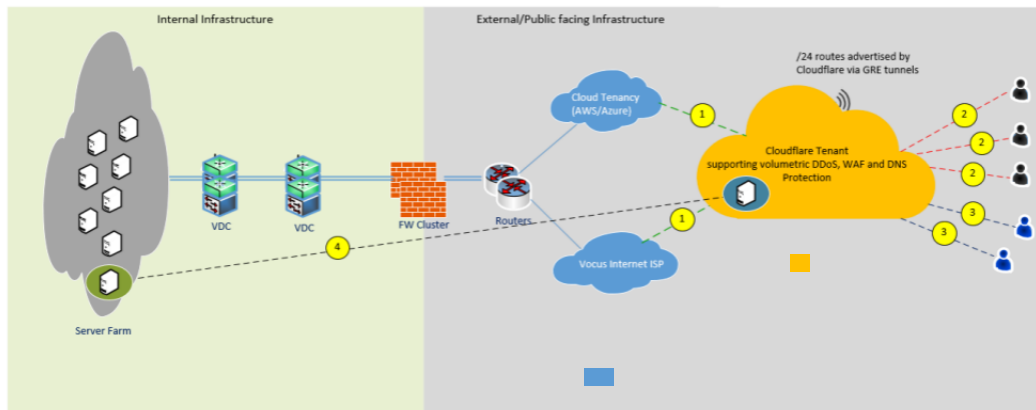 Internal Infrastructure
External/Public facing Infrastructure
/24 routes advertised by
Cloudflare via GRE tunnels
Cloud Tenancy
(AWS/Azure)
1
2
2
2
Cloudflare Tenant
supporting volumetric DDoS, WAF and DNS
Protection
3
3
VDC
VDC
FW Cluster
Routers
1
4
Vocus Internet ISP
Server Farm